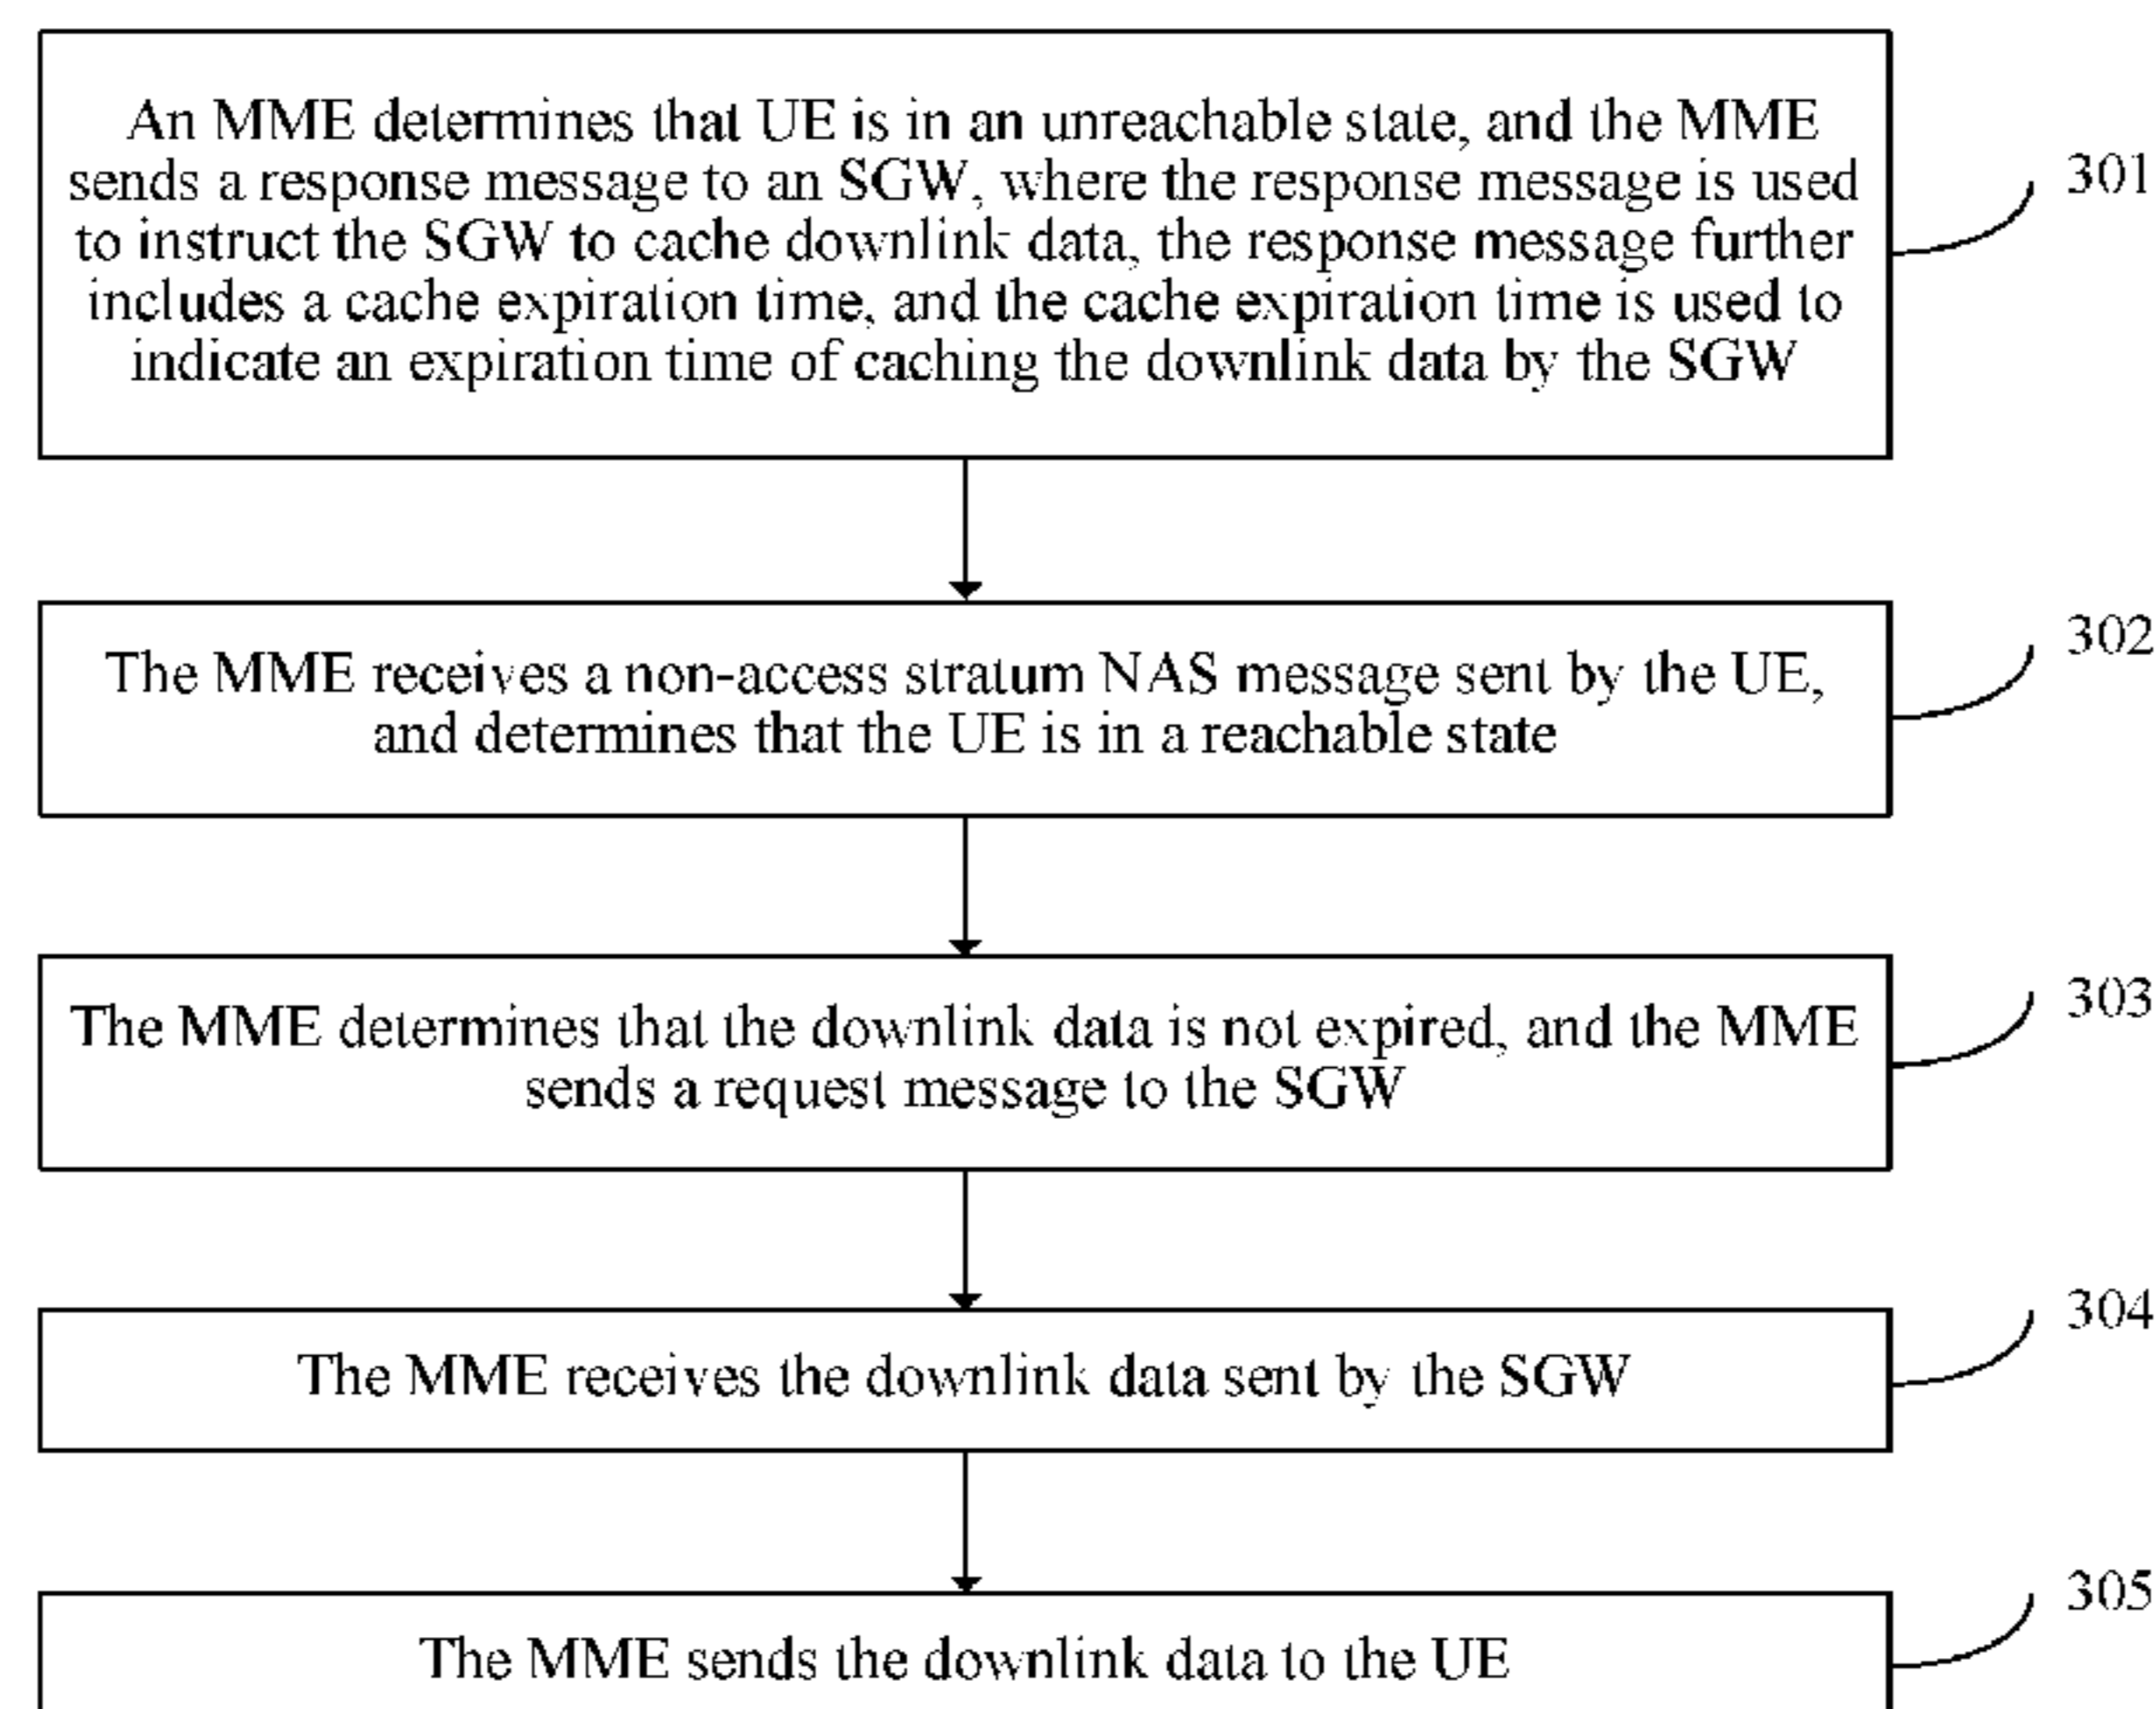 An MME determines that UE is in an unreachable state, and the MME
sends a response message to an SGW, where the response message is used
to instruct the SGW to cache downlink data, the response message further
includes a cache expiration time, and the cache expiration time is used to
indicate an expiration time of caching the downlink data by the SGW
301
The MME receives a non-access stratum NAS message sent by the UE,
and determines that the UE is in a reachable state
302
The MME determines that the downlink data is not expired, and the MME
sends a request message to the SGW
303
The MME receives the downlink data sent by the SGW
304
The MME sends the downlink data to the UE
305